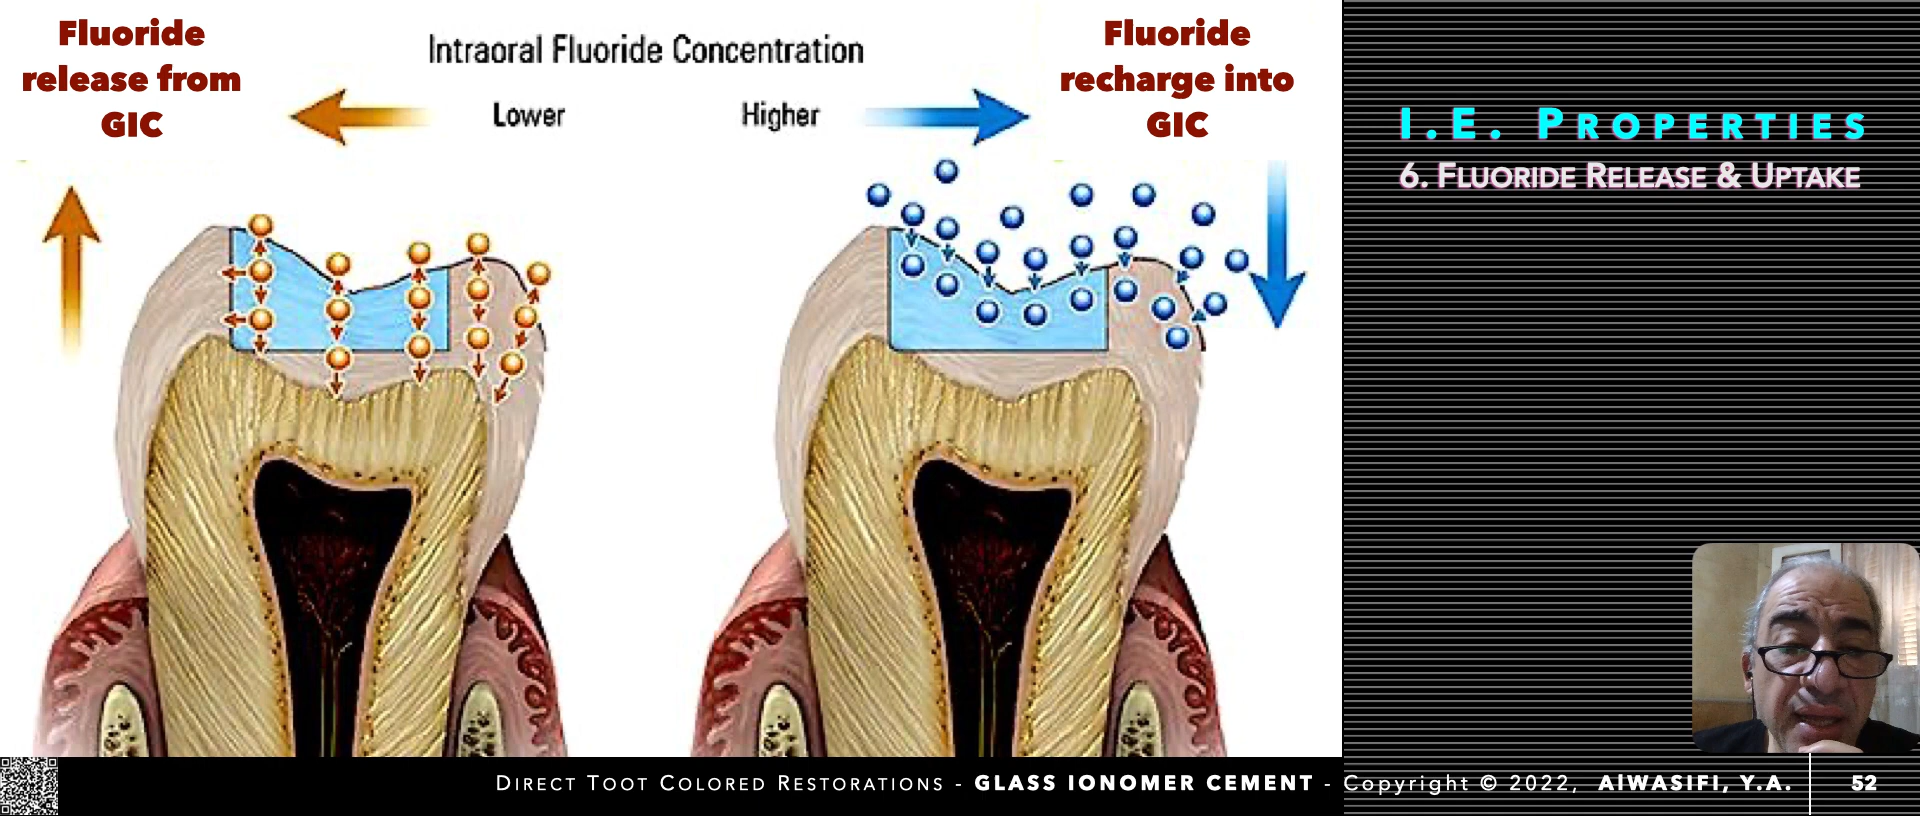 Fluoride
release from
GIC
Intraoral Fluoride Concentration
Lower
Higher
Fluoride
recharge into
GIC
I.E. PROPERTIES
6. FLUORIDE RELEASE & UPTAKE
DIRECT TOOT COLORED RESTORATIONS - GLASS IONOMER CEMENT - Copyright © 2022, AlWASIFI, Y.A.
52